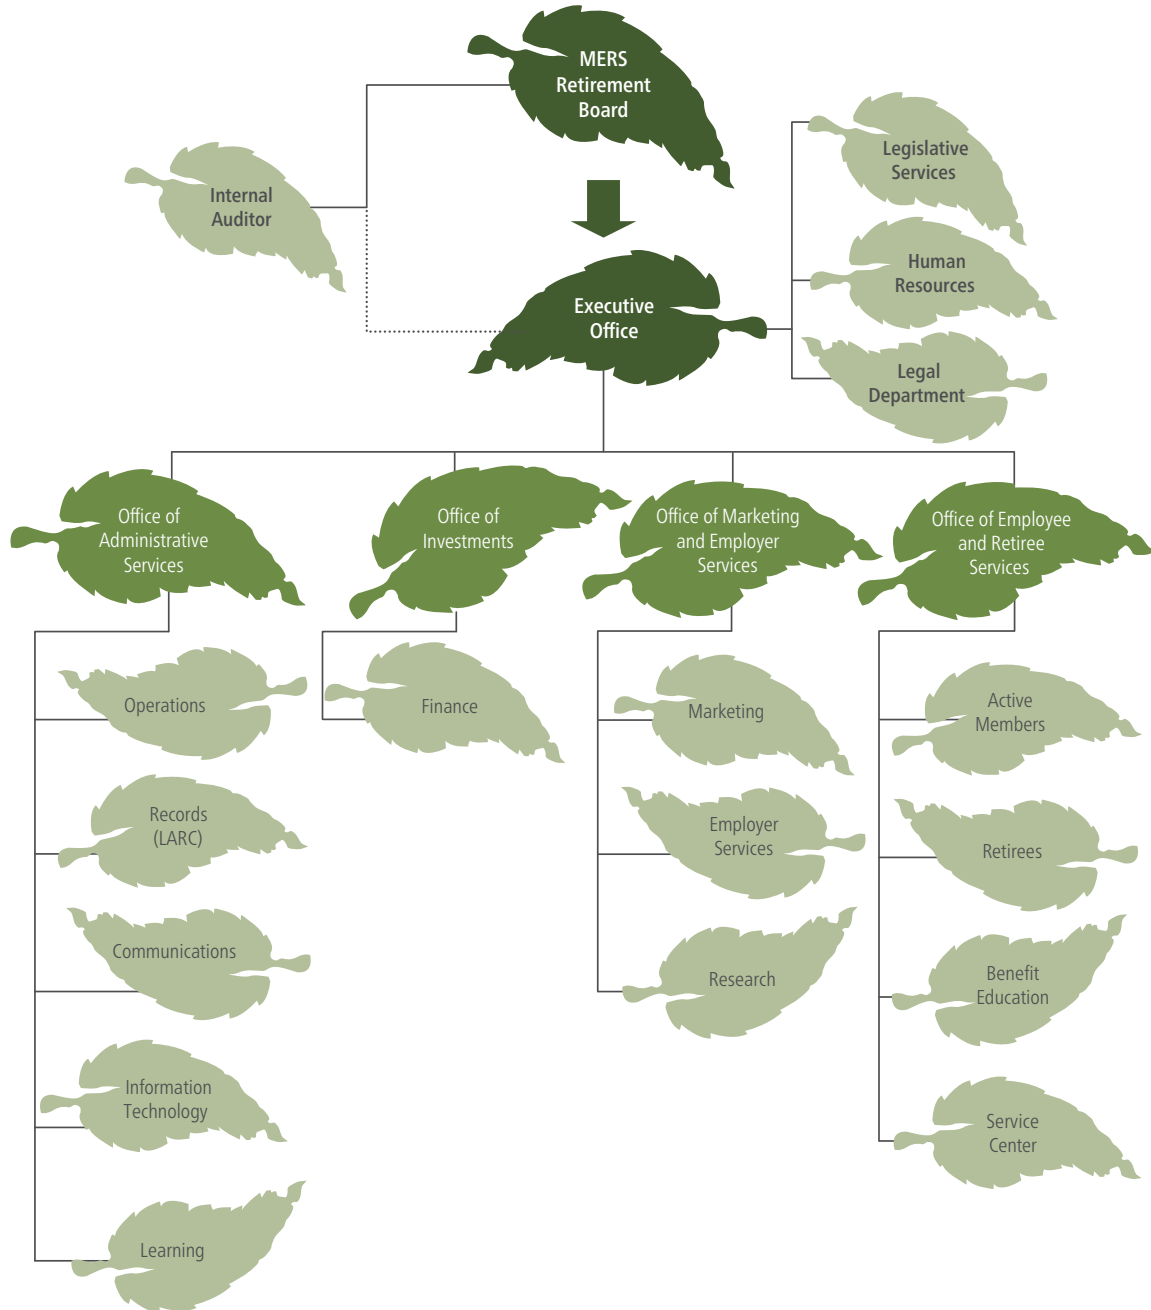 MERS
Retirement
Board
Internal
Auditor
Legislative
Services
Human
Resources
Executive
Office
Legal
Department
Office of
Administrative
Services
Office of
Investments
Office of Marketing
and Employer
Services
Office of Employee
and Retiree
Services
Operations
Records
(LARC)
Communications
Information
Technology
Learning
Finance
Marketing
Employer
Services
Research
Active
Members
Retirees
Benefit
Education
Service
Center